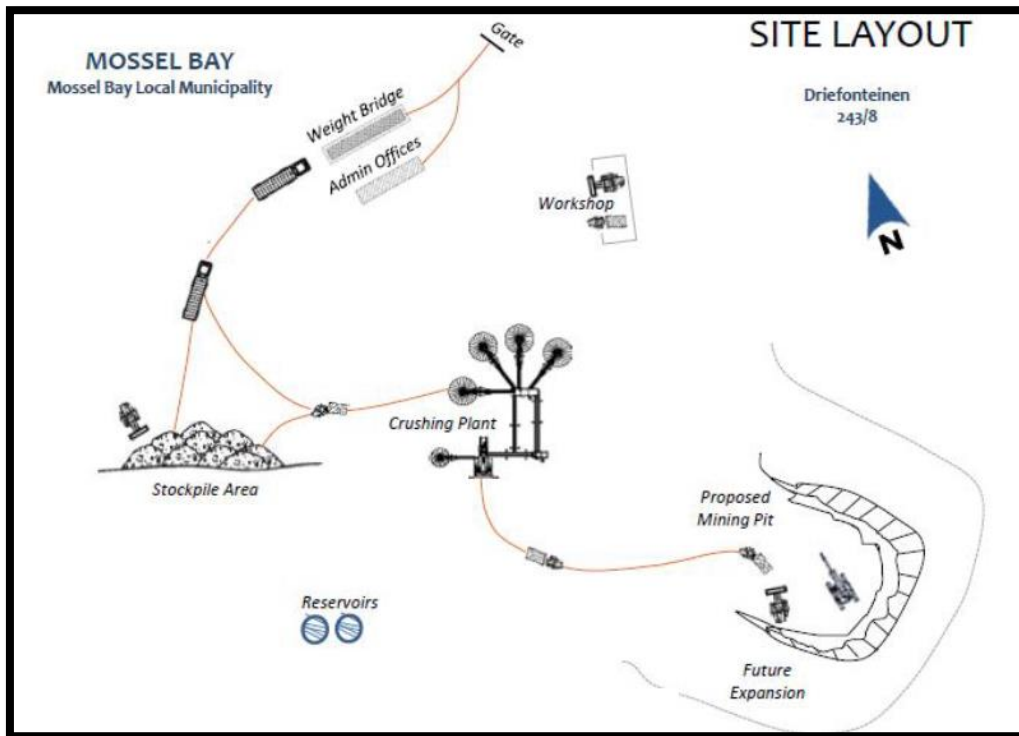 SITE LAYOUT
MOSSEL BAY
Mossel Bay Local Municipality
Driefonteinen
243/8
N
Gate
Weight Bridge
Admin Offices
Workshop
Crushing Plant
Stockpile Area
Proposed
Mining Pit
Reservoirs
Future
Expansion